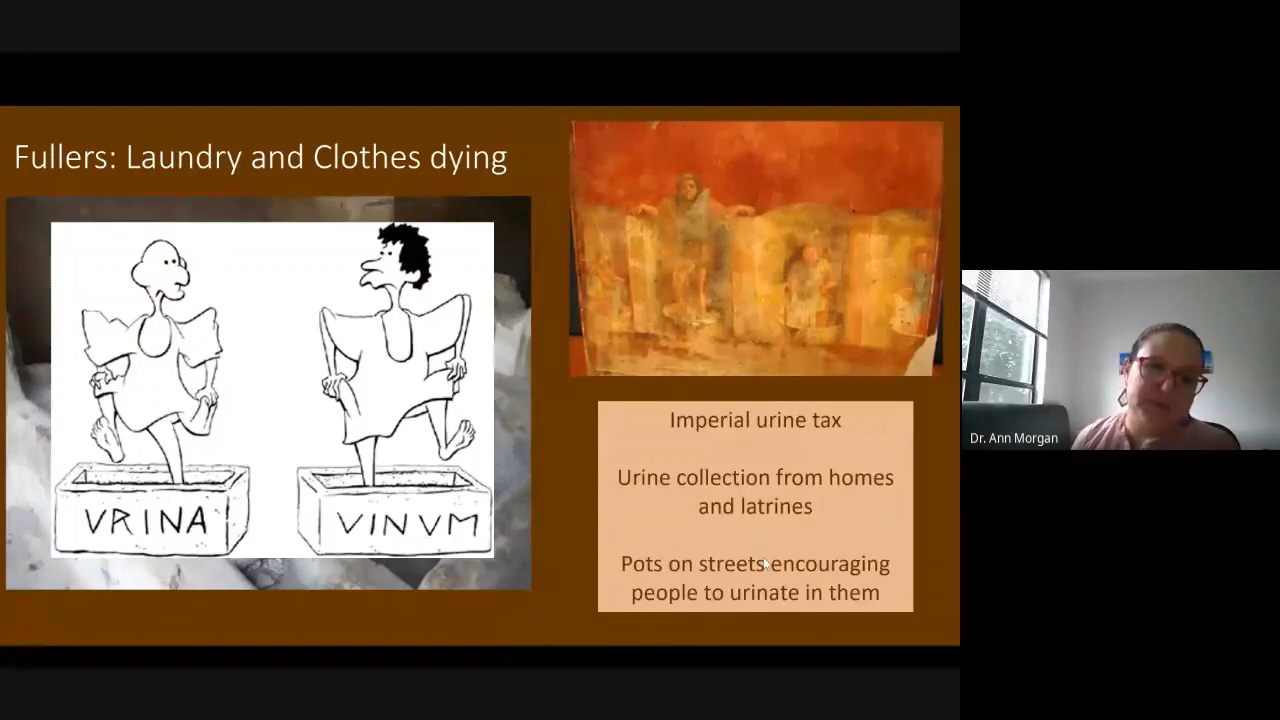 Fullers: Laundry and Clothes dying
VRINA
VINVM
Imperial urine tax
Urine collection from homes
and latrines
Pots on streets encouraging
people to urinate in them
Dr. Ann Morgan